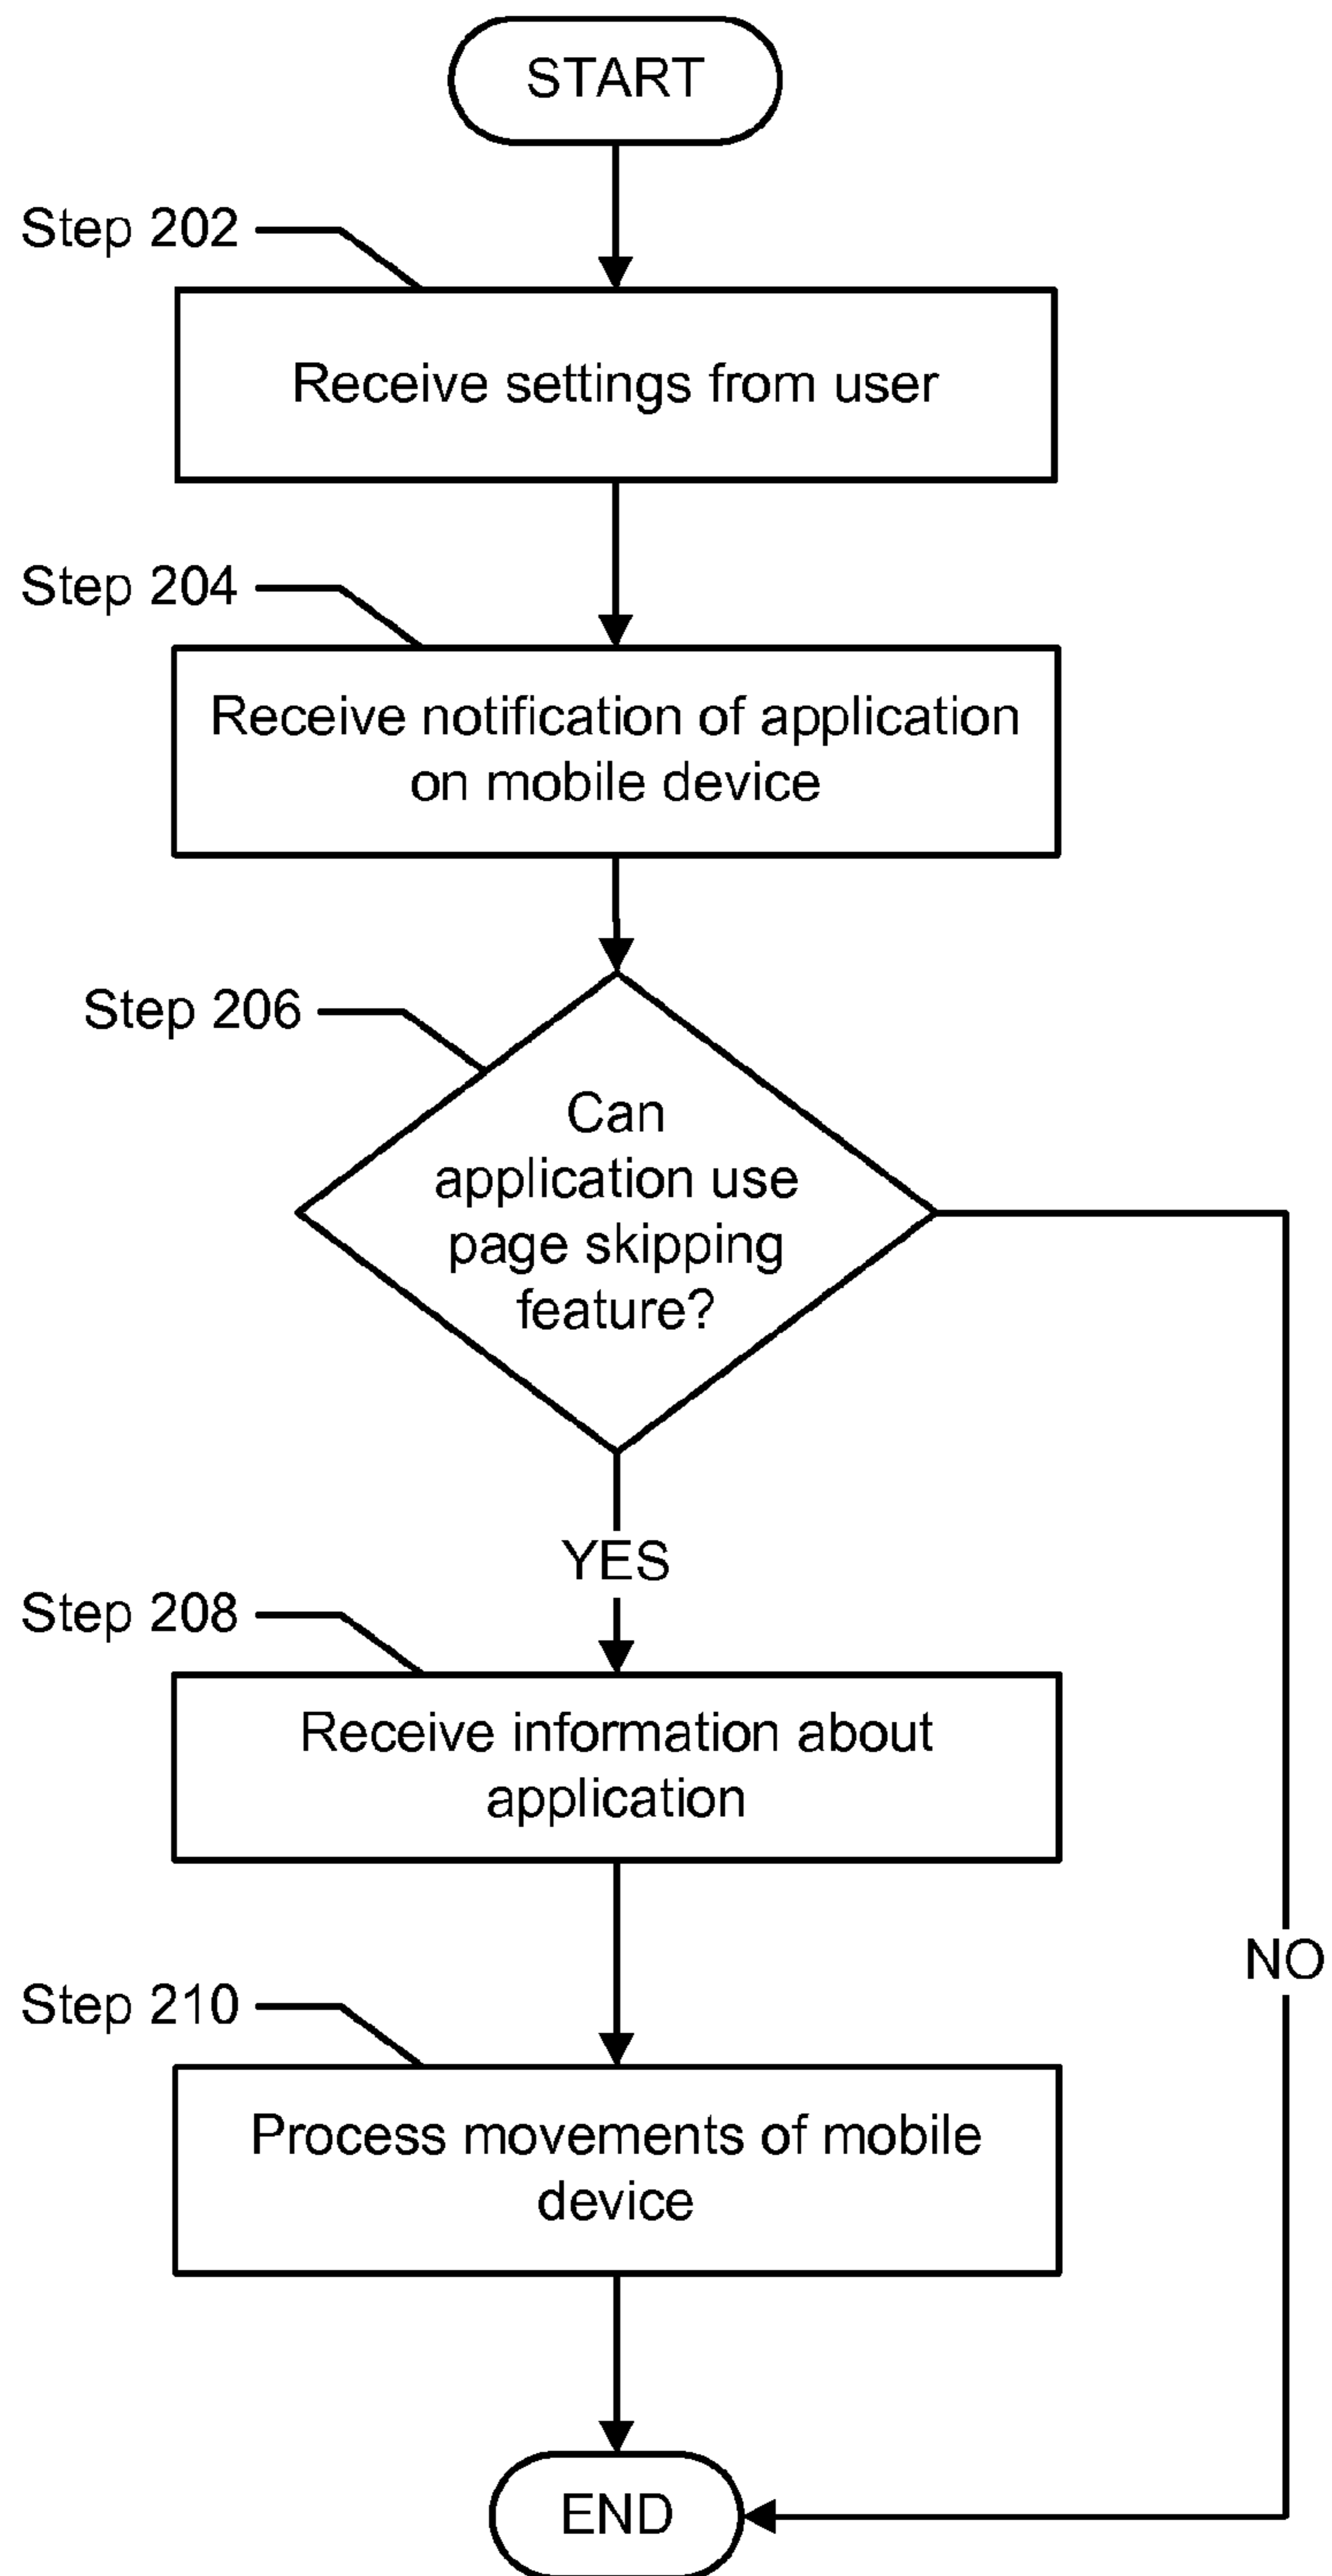 START
Step 202
Receive settings from user
Step 204
Receive notification of application
on mobile device
Step 206
Can
application use
page skipping
feature?
YES
Step 208
Receive information about
application
NO
Step 210
Process movements of mobile
device
END